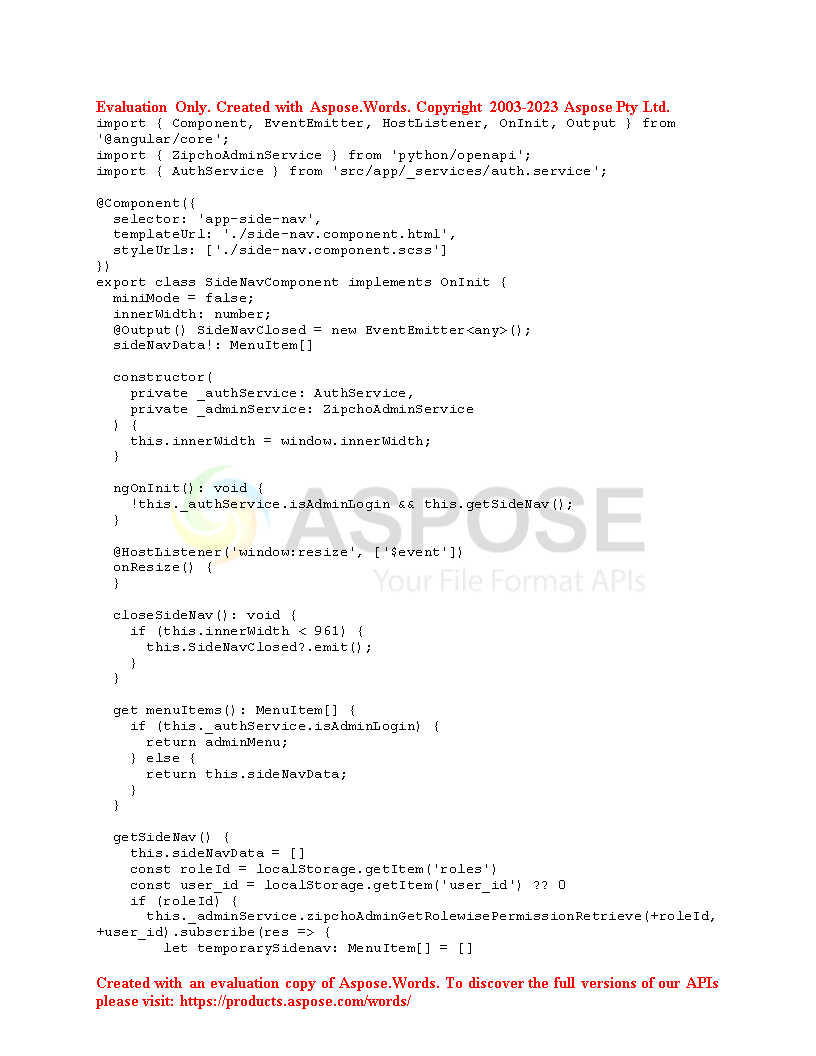 Evaluation Only. Created with Aspose.Words. Copyright 2003-2023 Aspose Pty Ltd.
import { Component, EventEmitter, HostListener, OnInit, Output } from
'@angular/core';
import { ZipchoAdminService } from 'python/openapi';
import { AuthService } from 'src/app/_services/auth.service';

@Component({
  selector: 'app-side-nav',
  templateUrl: './side-nav.component.html',
  styleUrls: ['./side-nav.component.scss']
})
export class SideNavComponent implements OnInit {
  miniMode = false;
  innerWidth: number;
  @Output() SideNavClosed = new EventEmitter<any>();
  sideNavData!: MenuItem[]

  constructor(
    private _authService: AuthService,
    private _adminService: ZipchoAdminService
  ) {
    this.innerWidth = window.innerWidth;
  }

  ngOnInit(): void {
    !this._authService.isAdminLogin && this.getSideNav();
  }
ASPOSE
  @HostListener('window:resize', ['$event'])
  onResize() {
  }
Your File Format APIs

  closeSideNav(): void {
    if (this.innerWidth < 961) {
      this.SideNavClosed?.emit();
    }
  }

  get menuItems(): MenuItem[] {
    if (this._authService.isAdminLogin) {
      return adminMenu;
    } else {
      return this.sideNavData;
    }
  }

  getSideNav() {
    this.sideNavData = []
    const roleId = localStorage.getItem('roles')
    const user_id = localStorage.getItem('user_id') ?? 0
    if (roleId) {
      this._adminService.zipchoAdminGetRolewisePermissionRetrieve(+roleId,
+user_id).subscribe(res => {
        let temporarySidenav: MenuItem[] = []

Created with an evaluation copy of Aspose.Words. To discover the full versions of our APIs
please visit: https://products.aspose.com/words/